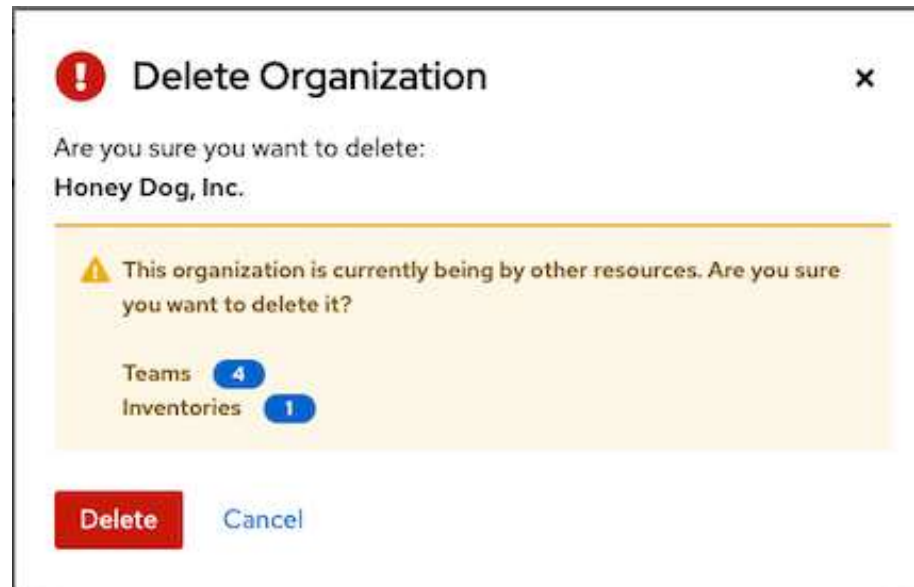 Delete Organization
Are you sure you want to delete:
Honey Dog, Inc.
This organization is currently being by other resources. Are you sure
you want to delete it?
Teams 4
Inventories 1
Delete Cancel